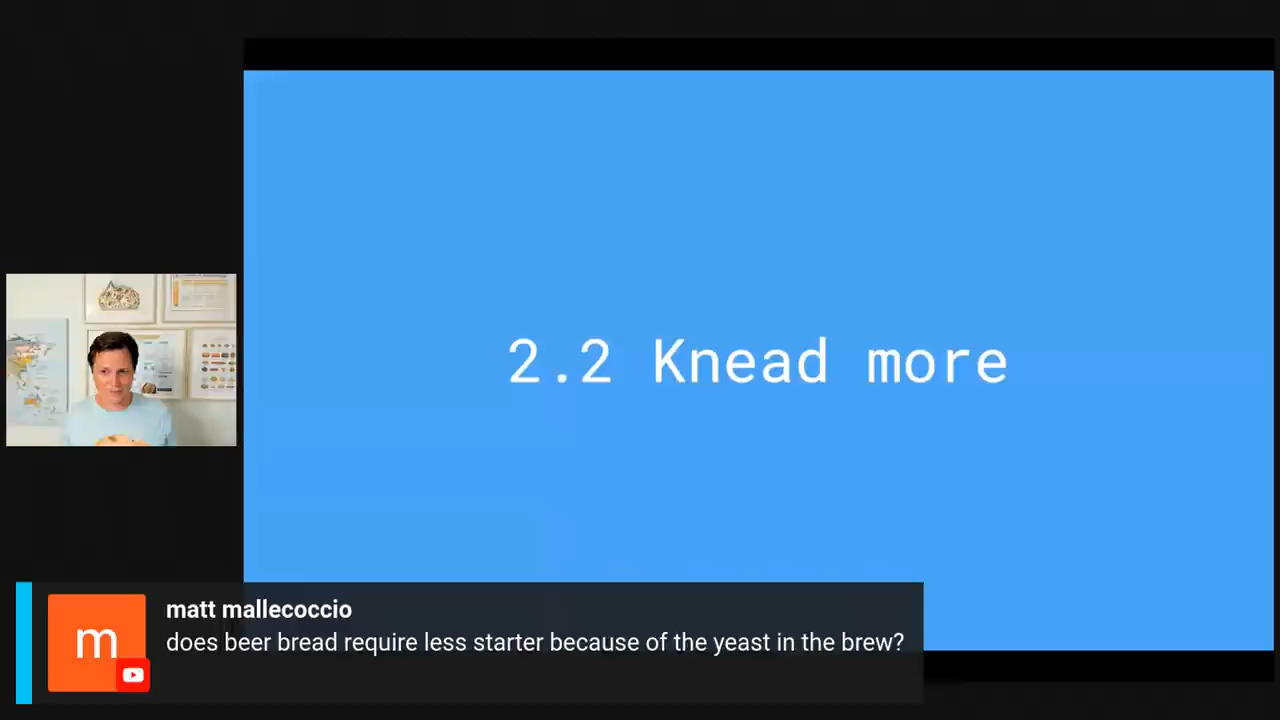 2.2 Knead more
m
matt mallecoccio
does beer bread require less starter because of the yeast in the brew?